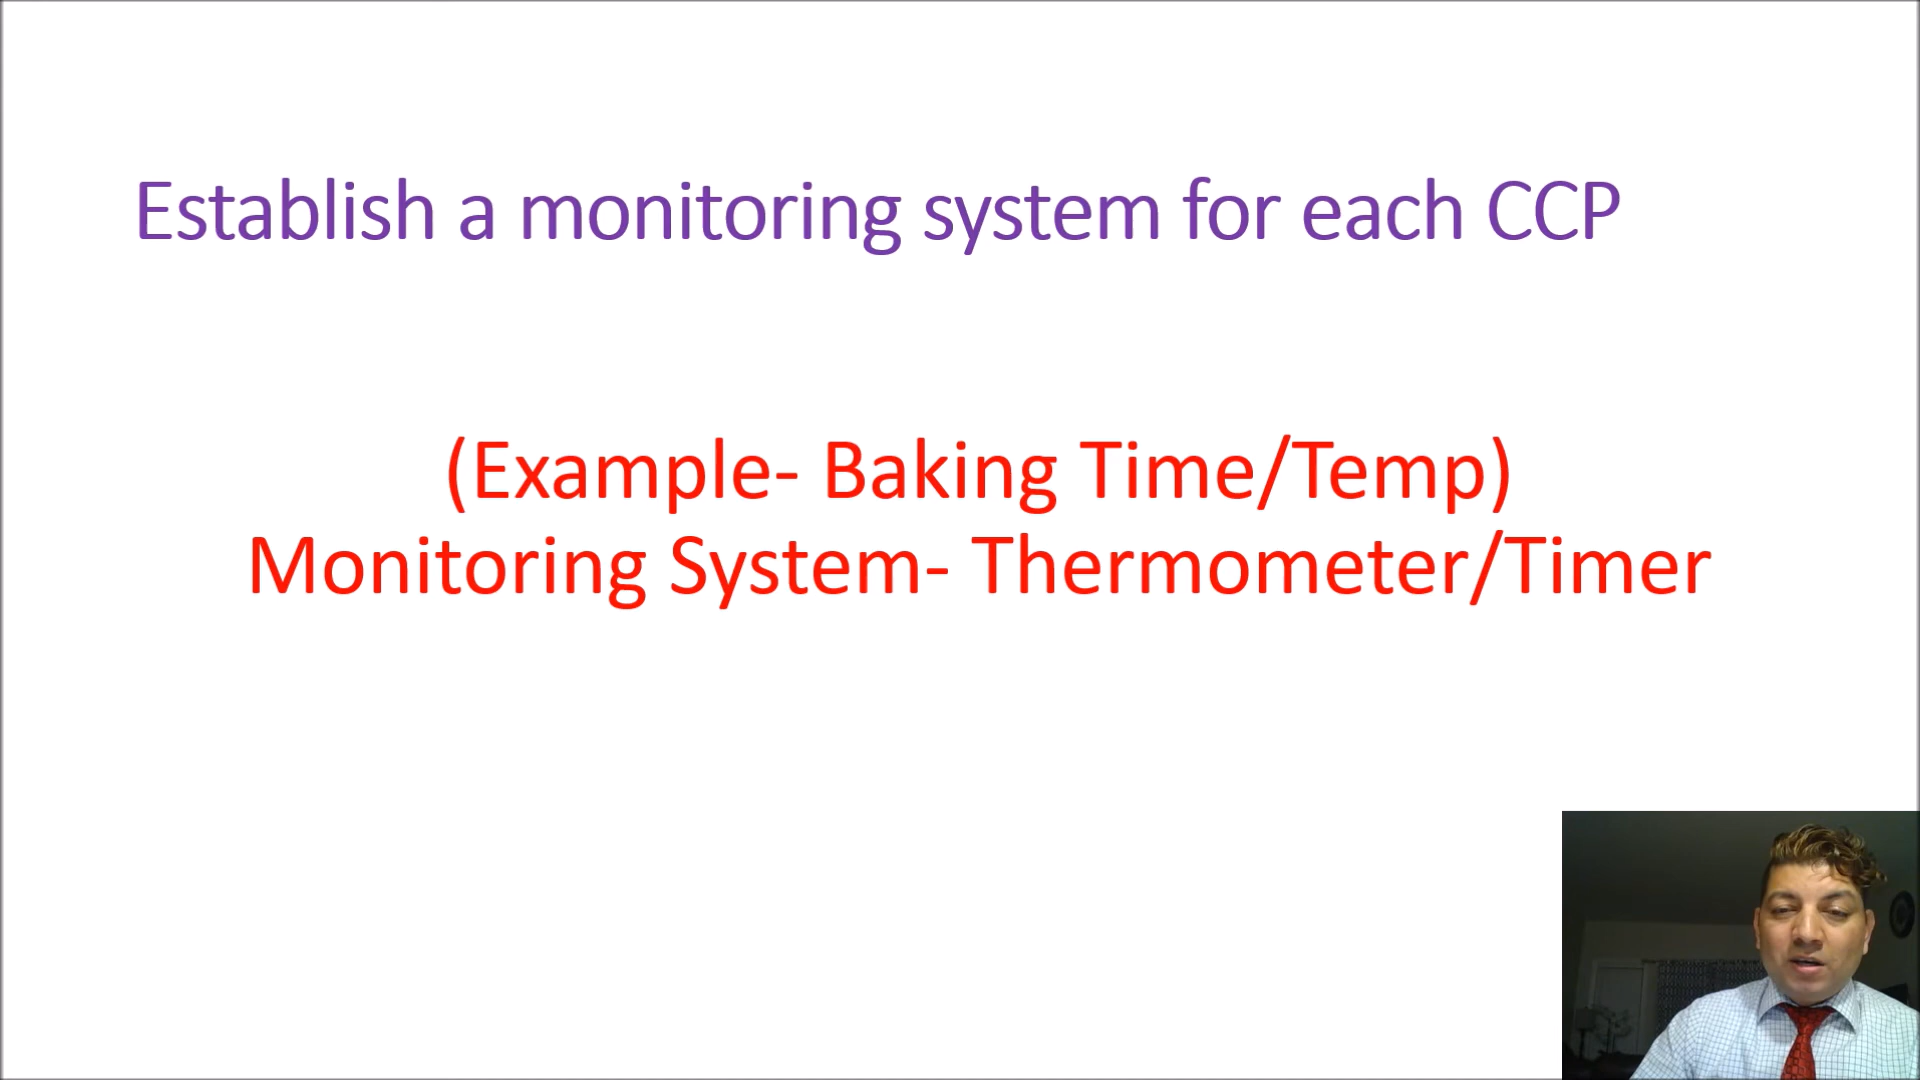 Establish a monitoring system for each CCP
(Example- Baking Time/Temp)
Monitoring System- Thermometer/Timer